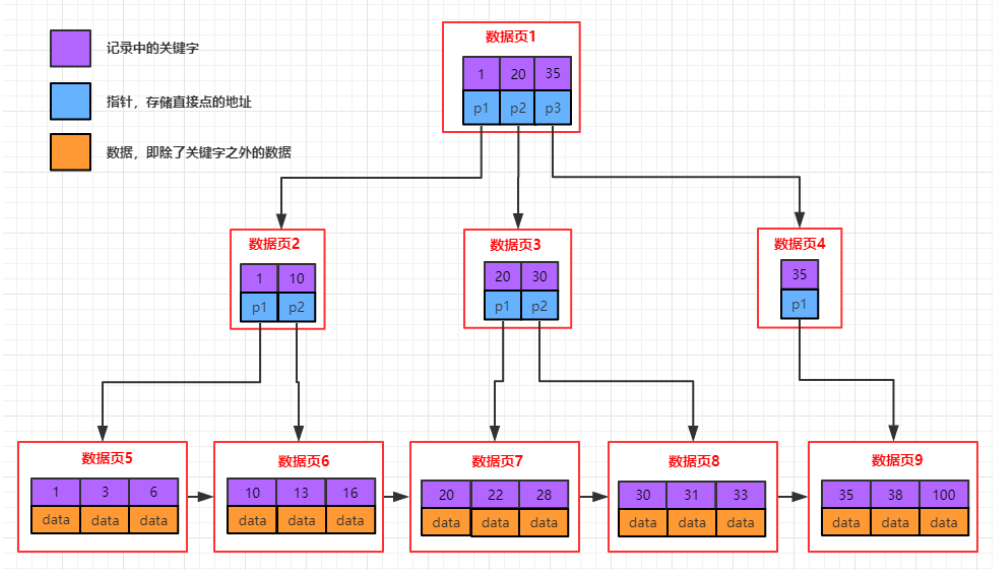 数据页1
记录中的关键字
1 20 35
指针，存储直接点的地址
p1 p2 p3
数据，即除了关键字之外的数据
数据页2 数据页3 数据页4
1 10 20 30 35
p1 p2 p1 p2 p1
数据页5 数据页6 数据页7 数据页8 数据页9
1 3 6 10 13 16 20 22 28 30 31 33 35 38 100
data data data data data data data data data data data data data data data